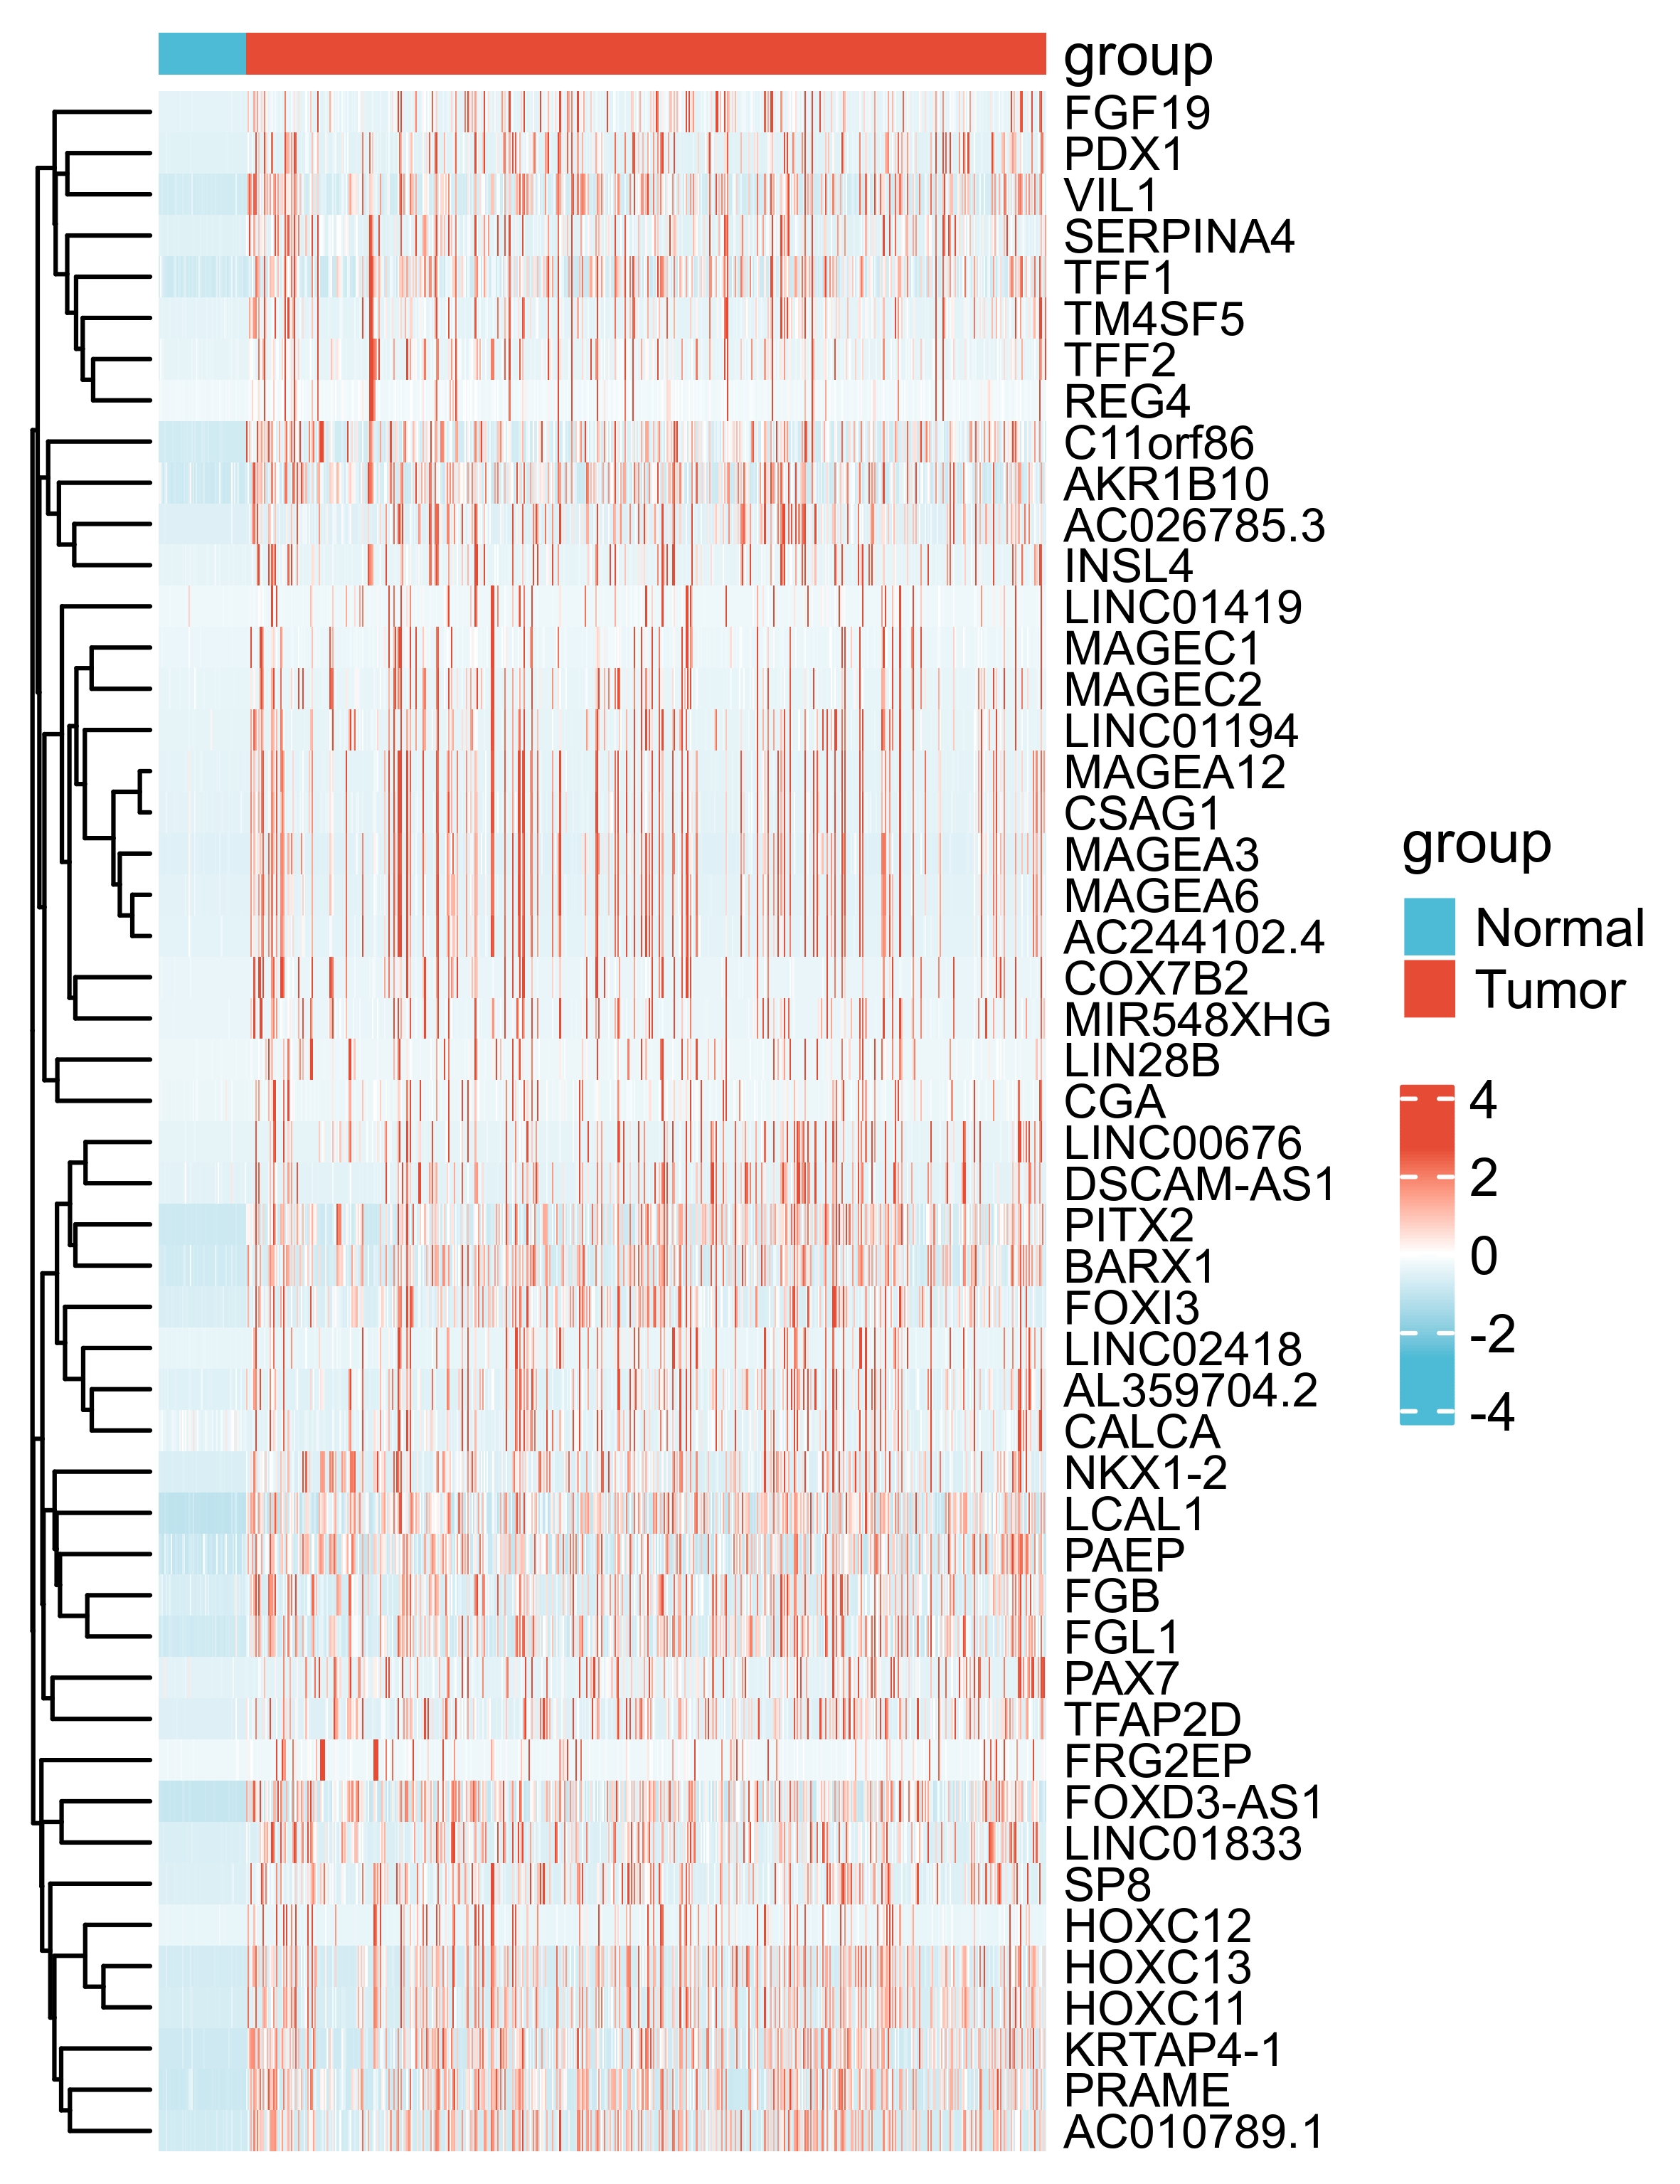 group
FGF19
PDX1
VIL1
SERPINA4
TFF1
TM4SF5
TFF2
REG4
C11orf86
AKR1B10
AC026785.3
INSL4
LINC01419
MAGEC1
MAGEC2
LINC01194
MAGEA12
CSAG1
MAGEA3
MAGEA6
AC244102.4
COX7B2
MIR548XHG
LIN28B
CGA
LINC00676
DSCAM-AS1
PITX2
BARX1
FOXI3
LINC02418
AL359704.2
CALCA
NKX1-2
LCAL1
PAEP
FGB
FGL1
PAX7
TFAP2D
FRG2EP
FOXD3-AS1
LINC01833
SP8
HOXC12
HOXC13
HOXC11
KRTAP4-1
PRAME
AC010789.1
group
Normal
Tumor
4
2
0
-2
-4